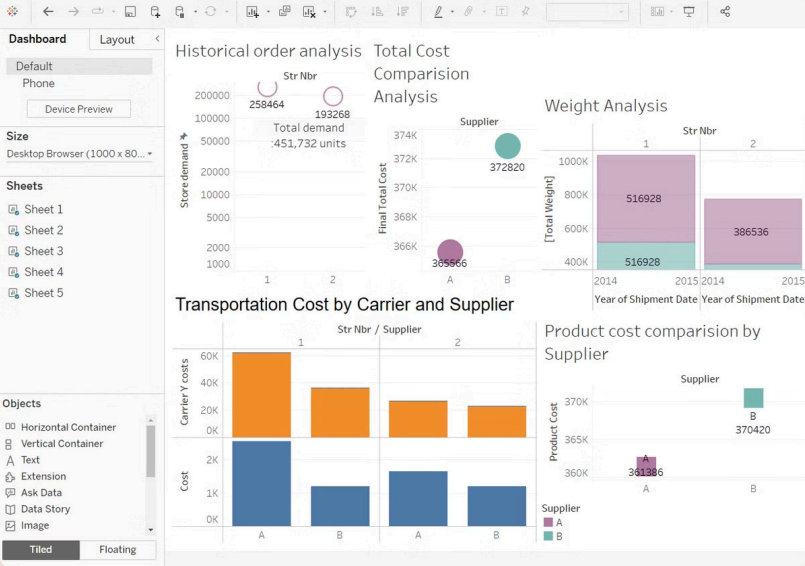 Dashboard
Layout
Default
Phone
Device Preview
Size
Desktop Browser (1000 x 80...
Sheets
Sheet 1
Sheet 2
Sheet 3
Sheet 4
Sheet 5
Objects
Horizontal Container
Vertical Container
A Text
Extension
Ask Data
Data Story
Image
Tiled
Floating
Historical order analysis
Str Nbr
Store demand
200000
100000
50000
20000
10000
5000
2000
1000
258464
193268
Total demand
:451,732 units
1
2
Total Cost
Comparision
Analysis
Supplier
Final Total Cost
374K
372K
370K
368K
366K
372820
365566
A
B
Weight Analysis
Str Nbr
1
2
[Total Weight]
1000K
800K
600K
400K
516928
386536
516928
2014
2015
2014
2015
Year of Shipment Date
Year of Shipment Date
Transportation Cost by Carrier and Supplier
Str Nbr / Supplier
1
2
Carrier Y costs
60K
40K
20K
0K
Cost
2K
1K
0K
A
B
A
B
Product cost comparision by
Supplier
Supplier
Product Cost
370K
365K
360K
B
370420
A
361386
A
B
Supplier
A
B